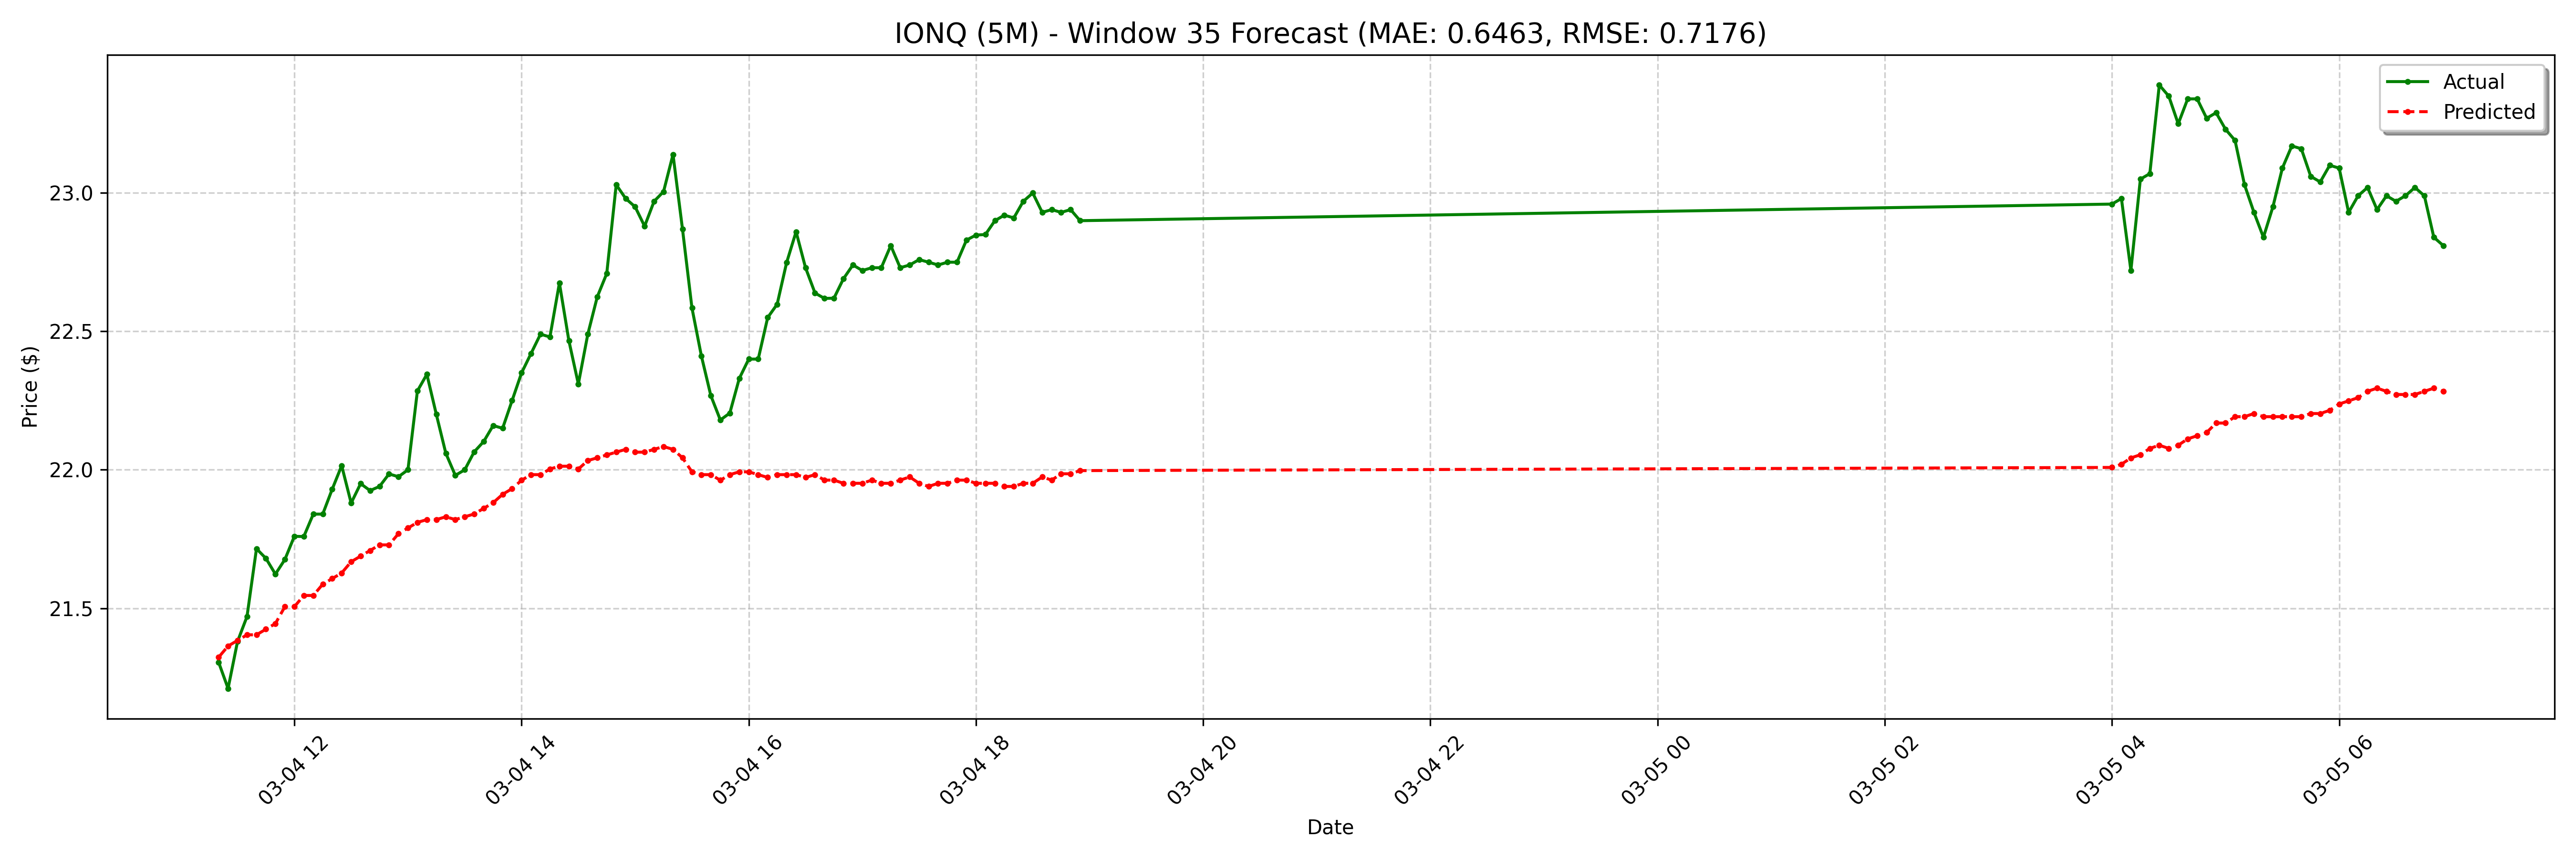 IONQ (5M) - Window 35 Forecast (MAE: 0.6463, RMSE: 0.7176)
Actual
Predicted
Price ($)
23.0
22.5
22.0
21.5
03-04 12
03-04 14
03-04 16
03-04 18
03-04 20
03-04 22
03-05 00
03-05 02
03-05 04
03-05 06
Date